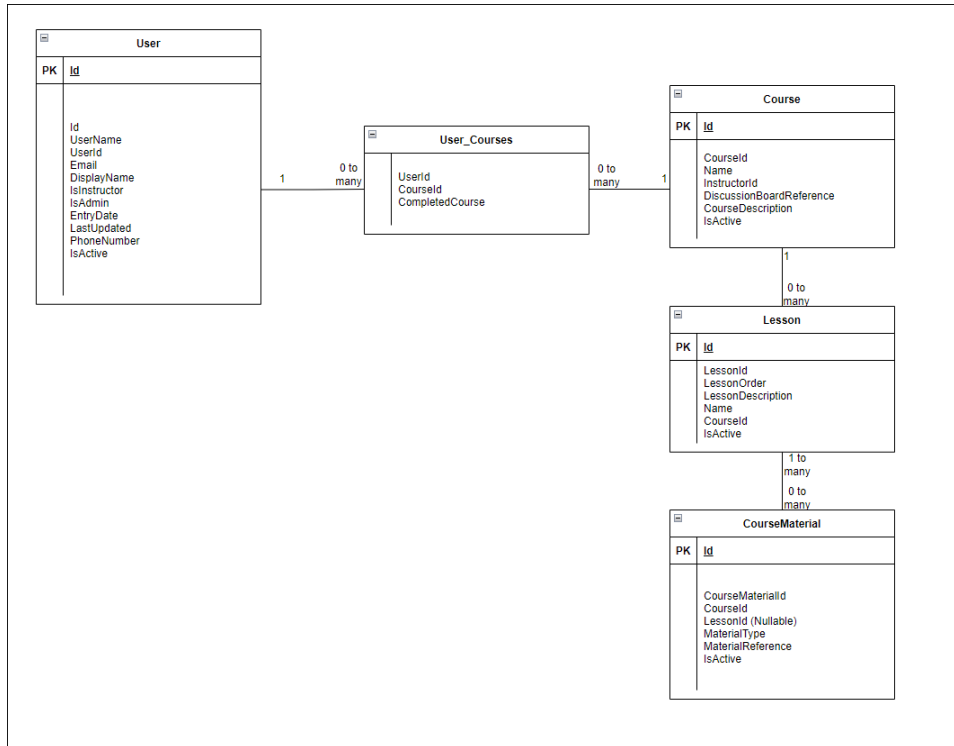 User
PK Id
Id
UserName
UserId
Email
DisplayName
IsInstructor
IsAdmin
EntryDate
LastUpdated
PhoneNumber
IsActive
1
0 to
many
User_Courses
UserId
CourseId
CompletedCourse
0 to
many
1
Course
PK Id
CourseId
Name
InstructorId
DiscussionBoardReference
CourseDescription
IsActive
1
0 to
many
Lesson
PK Id
LessonId
LessonOrder
LessonDescription
Name
CourseId
IsActive
1 to
many
0 to
many
CourseMaterial
PK Id
CourseMaterialId
CourseId
LessonId (Nullable)
MaterialType
MaterialReference
IsActive